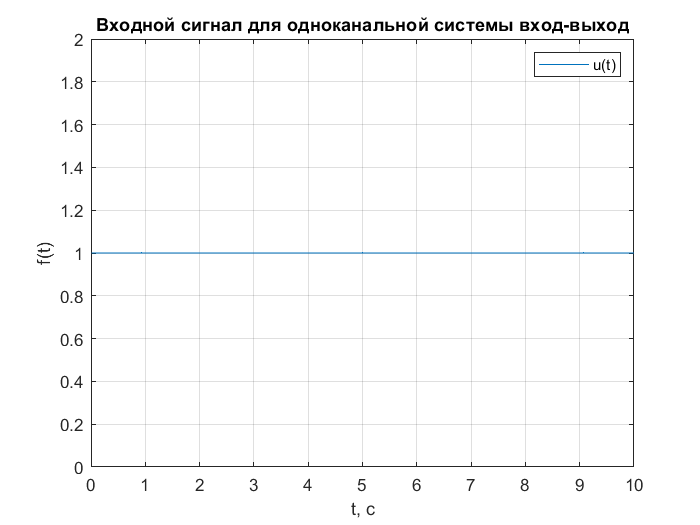 Входной сигнал для одноканальной системы вход-выход
u(t)
2
1.8
1.6
1.4
1.2
1
0.8
0.6
0.4
0.2
0
f(t)
0 1 2 3 4 5 6 7 8 9 10
t, c